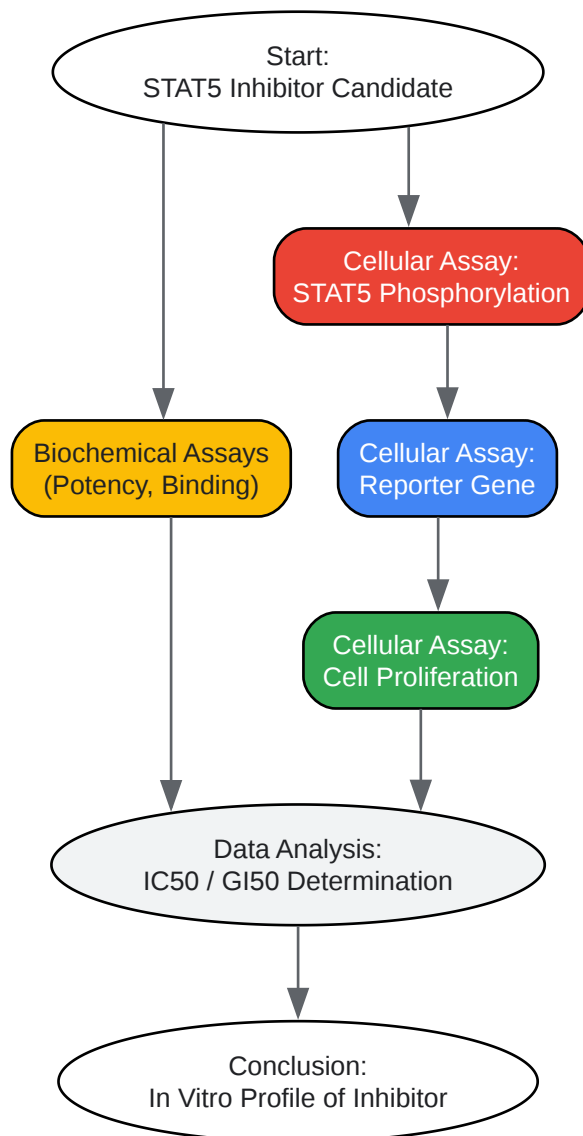 Start:
STAT5 Inhibitor Candidate
Cellular Assay:
STAT5 Phosphorylation
Biochemical Assays
(Potency, Binding)
Cellular Assay:
Reporter Gene
Cellular Assay:
Cell Proliferation
Data Analysis:
IC50 / GI50 Determination
Conclusion:
In Vitro Profile of Inhibitor